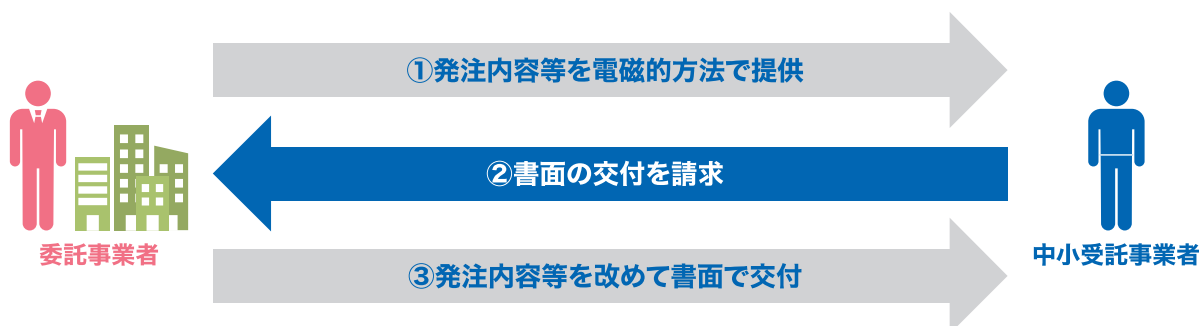 ①発注内容等を電磁的方法で提供
②書面の交付を請求
委託事業者
中小受託事業者
③発注内容等を改めて書面で交付